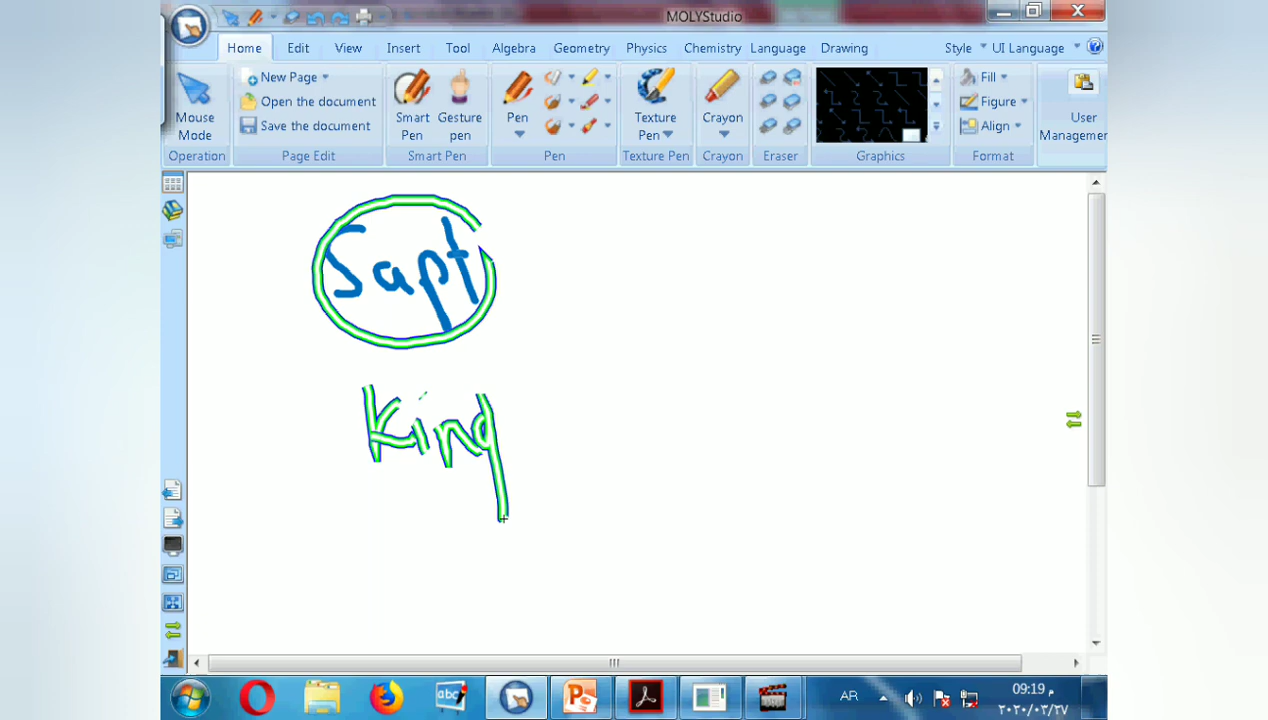 MOLYStudio
Home Edit View Insert Tool Algebra Geometry Physics Chemistry Language Drawing Style UI Language
Mouse Mode
Operation
New Page
Open the document
Save the document
Page Edit
Smart Pen
Gesture pen
Smart Pen
Pen
Pen
Texture Pen
Texture Pen
Crayon
Crayon
Eraser
Graphics
Fill
Figure
Align
Format
User Managemer
Sapt
King
abc
AR
09:19 م
٢٠٢٠/٠٣/٢٧